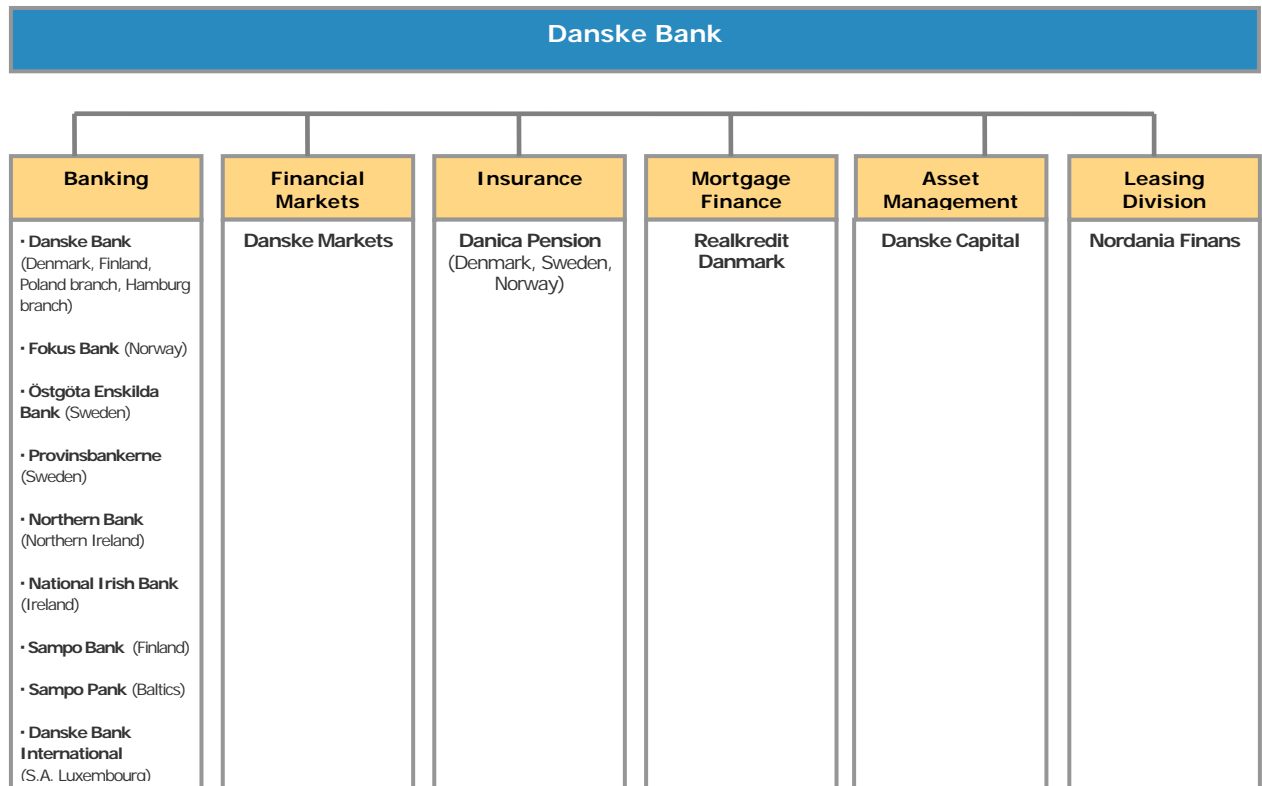 Danske Bank
Banking
· Danske Bank
(Denmark, Finland,
Poland branch, Hamburg
branch)
· Fokus Bank (Norway)
· Östgöta Enskilda
Bank (Sweden)
· Provinsbankerne
(Sweden)
· Northern Bank
(Northern Ireland)
· National Irish Bank
(Ireland)
· Sampo Bank (Finland)
· Sampo Pank (Baltics)
· Danske Bank
International
(S.A. Luxembourg)
Financial
Markets
Danske Markets
Insurance
Danica Pension
(Denmark, Sweden,
Norway)
Mortgage
Finance
Realkredit
Danmark
Asset
Management
Danske Capital
Leasing
Division
Nordania Finans